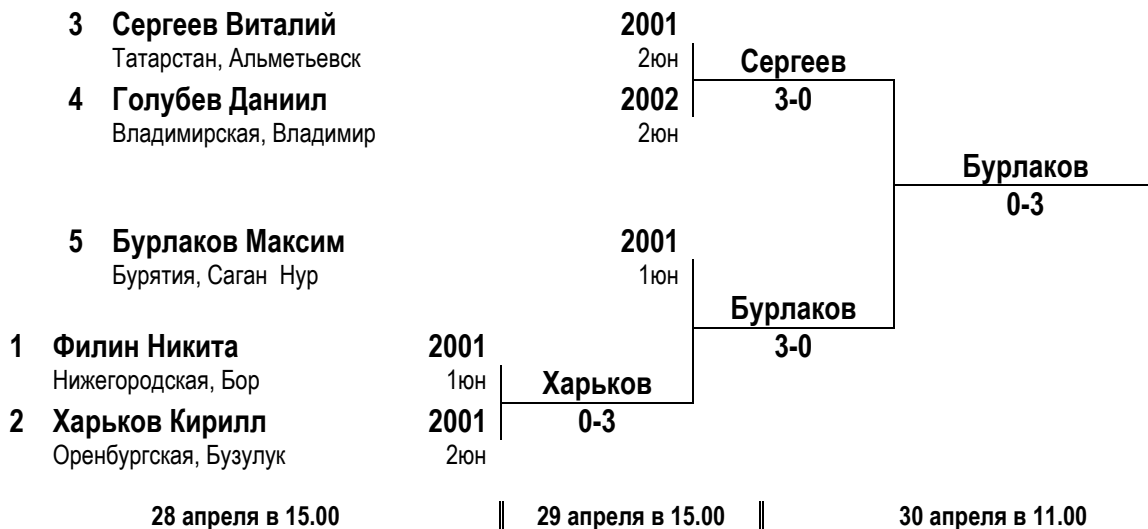 3 Сергеев Виталий 2001
Татарстан, Альметьевск 2юн
Сергеев
4 Голубев Даниил 2002
3-0
Владимирская, Владимир 2юн
Бурлаков
0-3
5 Бурлаков Максим 2001
Бурятия, Саган Нур 1юн
Бурлаков
3-0
1 Филин Никита 2001
Нижегородская, Бор 1юн
Харьков
2 Харьков Кирилл 2001
0-3
Оренбургская, Бузулук 2юн
28 апреля в 15.00 29 апреля в 15.00 30 апреля в 11.00